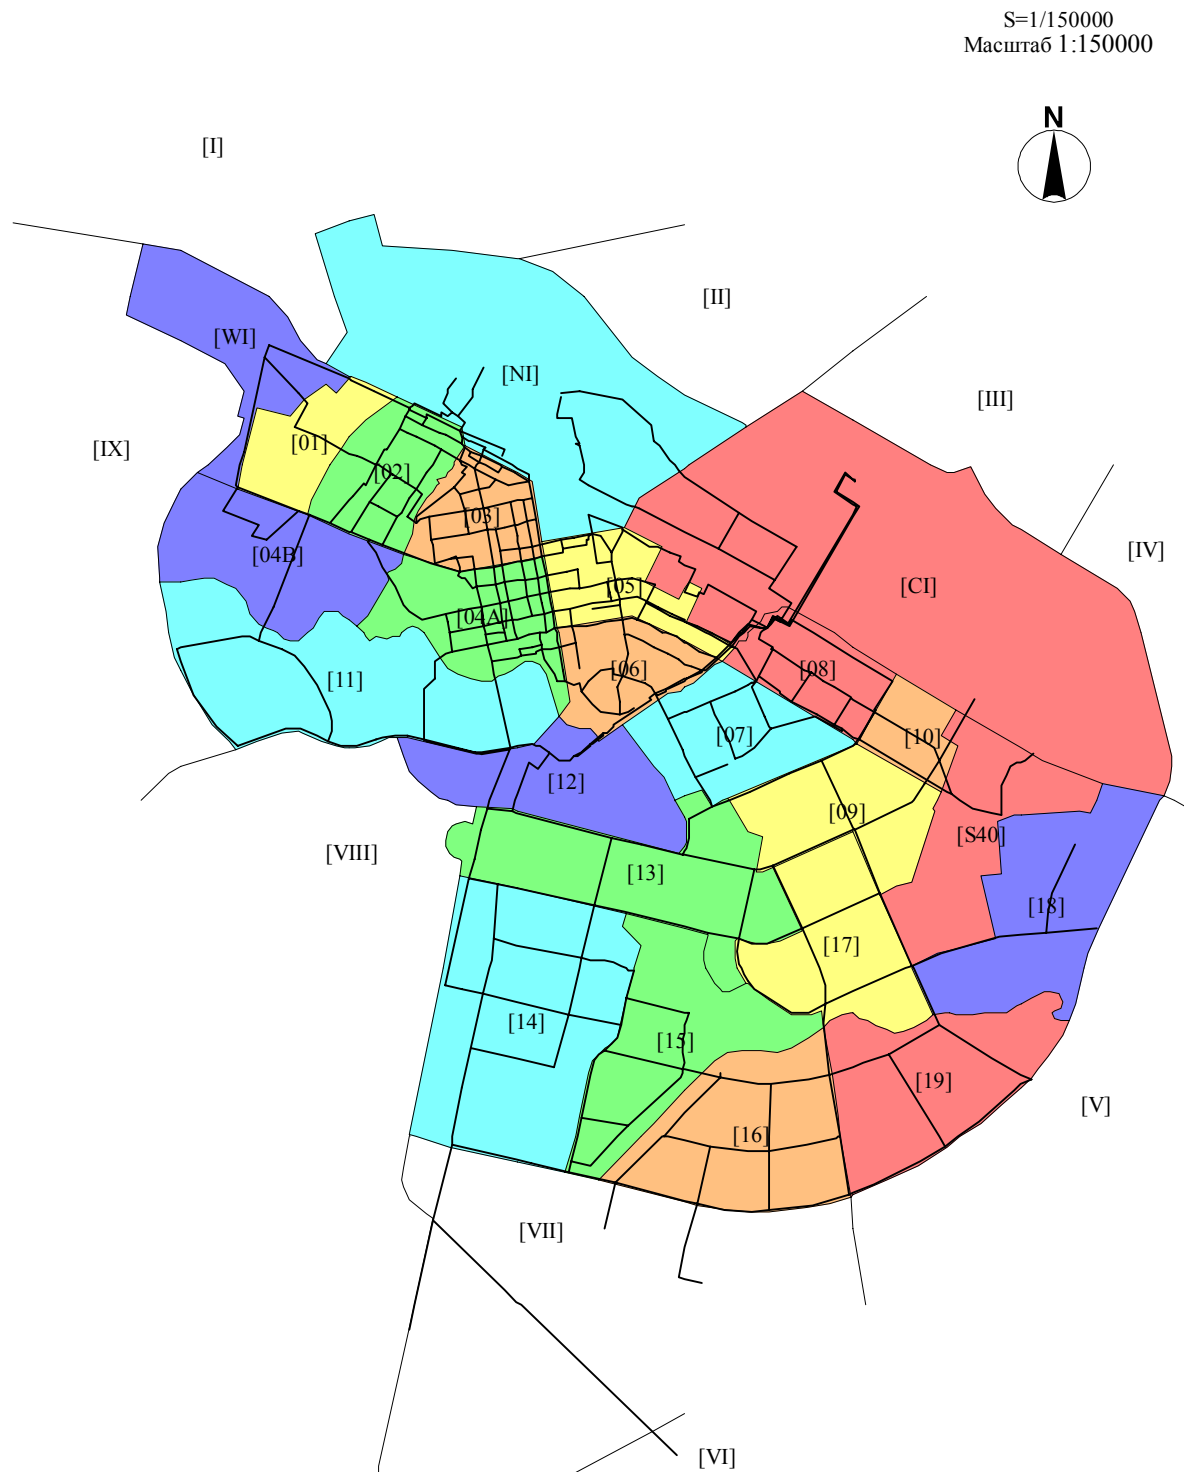 S=1/150000
Масштаб 1:150000
N
[I]
[II]
[WI]
[NI]
[III]
[01]
[IX]
[02]
[03]
[04B]
[IV]
[05]
[CI]
[04A]
[06]
[08]
[11]
[07]
[10]
[12]
[09]
[S40]
[VIII]
[13]
[18]
[17]
[14]
[15]
[19]
[V]
[16]
[VII]
[VI]